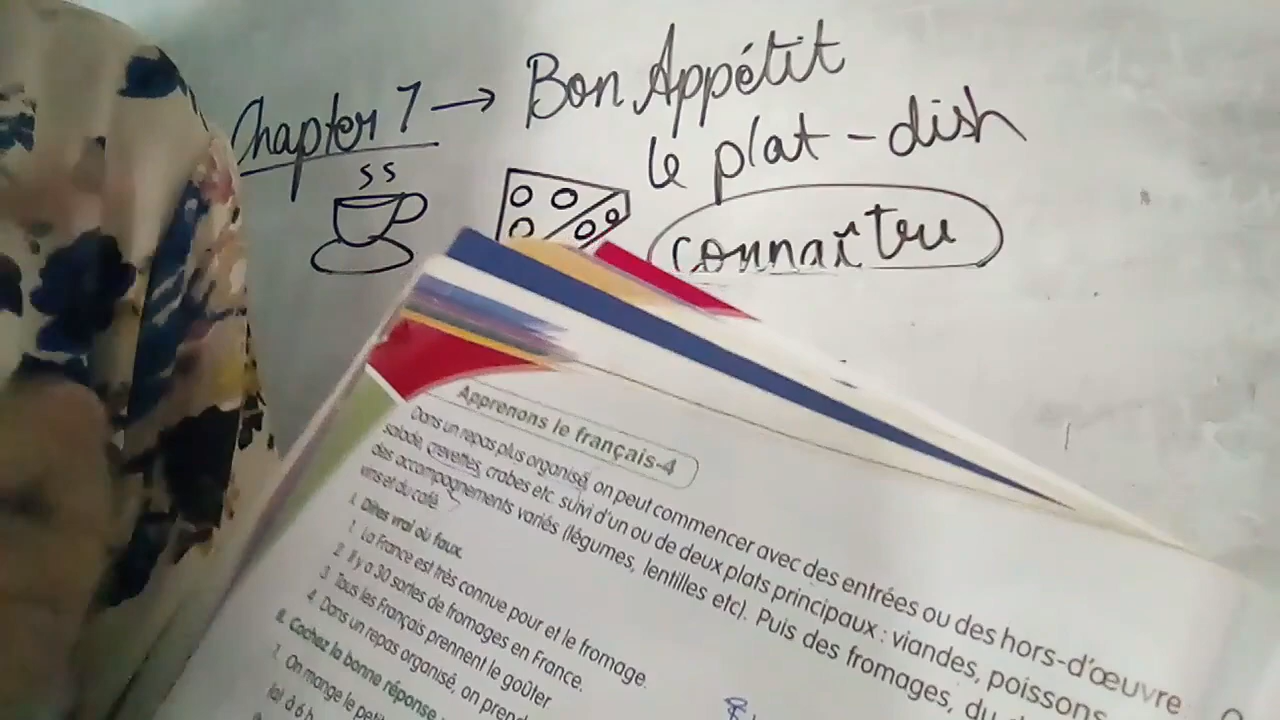 Chapter 7 → Bon Appétit
le plat - dish
connaître
Apprenons le français-4
Dans un repas plus organisé, on peut commencer avec des entrées ou des hors-d'œuvre
salade, crevettes, crabes etc. suivi d'un ou de deux plats principaux : viandes, poissons
des accompagnements variés (légumes, lentilles etc). Puis des fromages, du
vins et du café.
I. Dites vrai où faux.
1. La France est très connue pour et le fromage.
2. Il y a 30 sortes de fromages en France.
3. Tous les Français prennent le goûter.
4. Dans un repas organisé, on prend
II. Cochez la bonne réponse
1. On mange le petit
(a) à 6 h